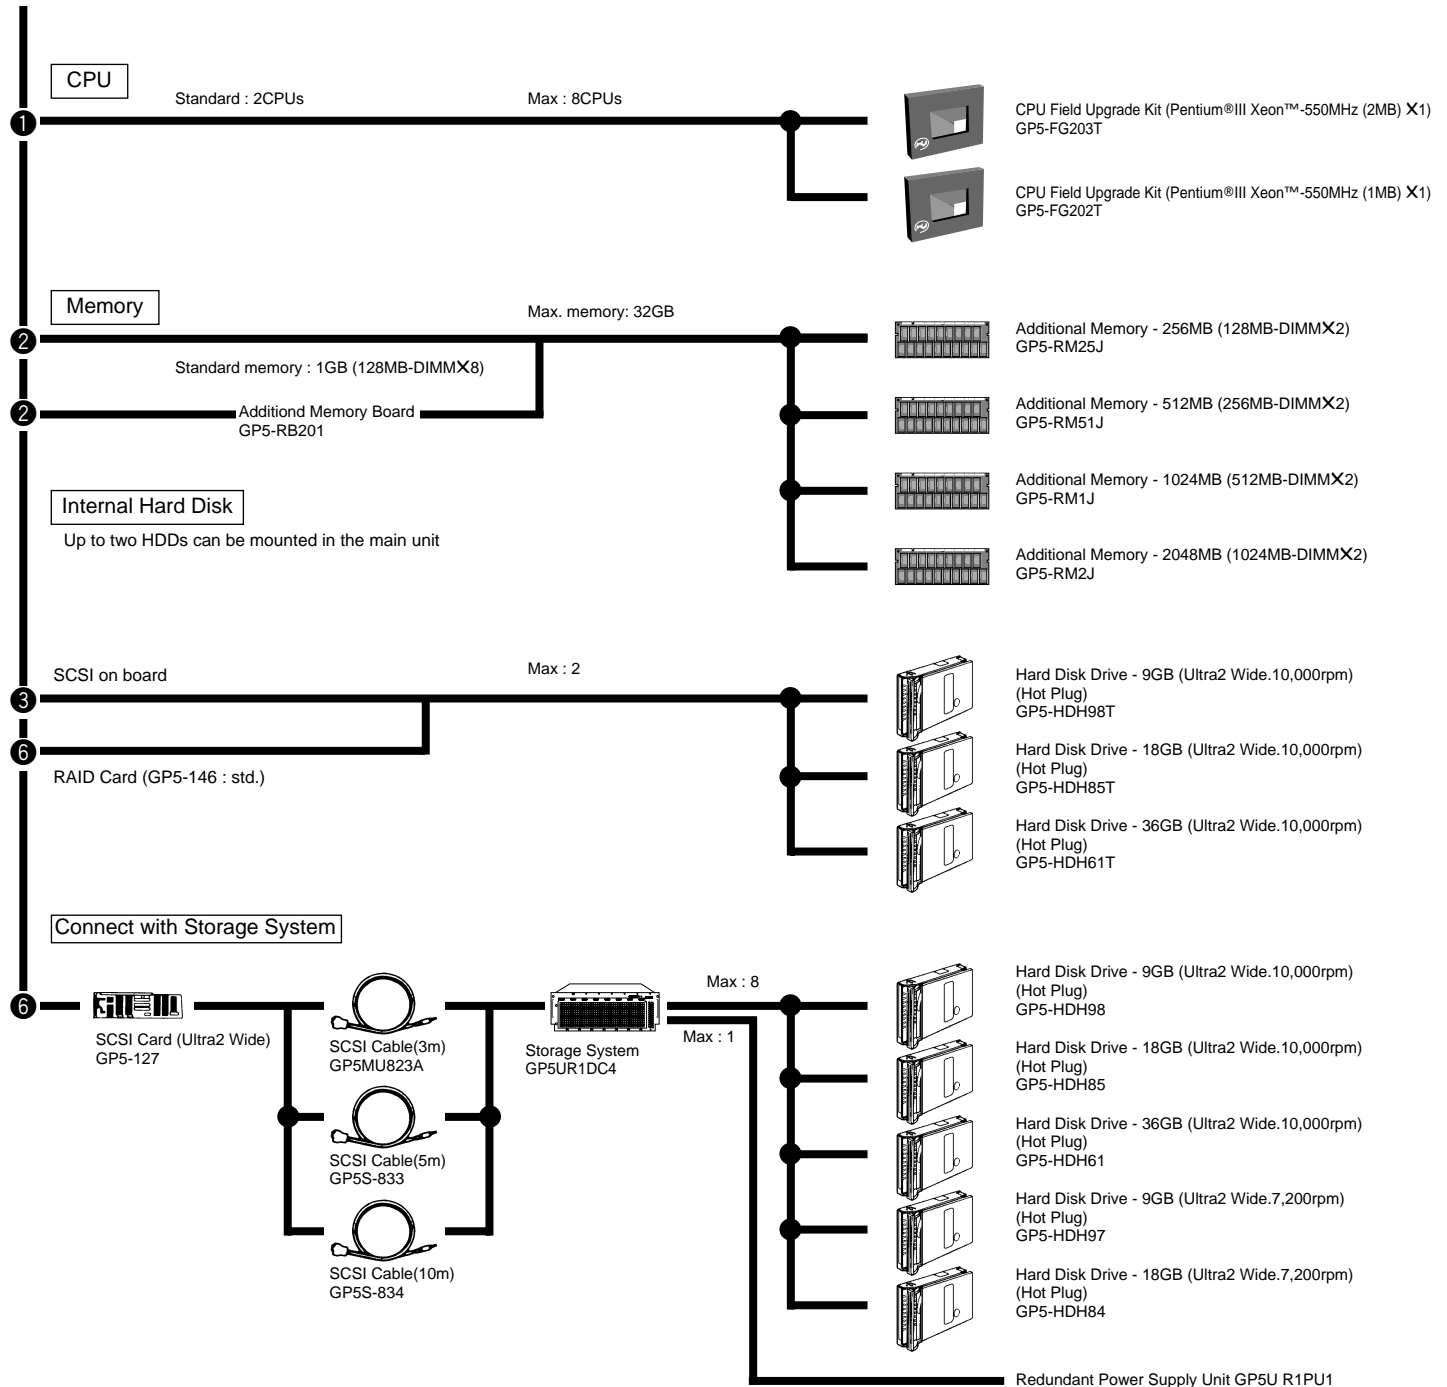 CPU
Standard : 2CPUs
Max : 8CPUs
1
CPU Field Upgrade Kit (Pentium®III Xeon™-550MHz (2MB) X1)
GP5-FG203T
CPU Field Upgrade Kit (Pentium®III Xeon™-550MHz (1MB) X1)
GP5-FG202T
Memory
Max. memory: 32GB
2
Standard memory : 1GB (128MB-DIMMX8)
2
Additiond Memory Board
GP5-RB201
Additional Memory - 256MB (128MB-DIMMX2)
GP5-RM25J
Additional Memory - 512MB (256MB-DIMMX2)
GP5-RM51J
Additional Memory - 1024MB (512MB-DIMMX2)
GP5-RM1J
Additional Memory - 2048MB (1024MB-DIMMX2)
GP5-RM2J
Internal Hard Disk
Up to two HDDs can be mounted in the main unit
SCSI on board
Max : 2
3
6
RAID Card (GP5-146 : std.)
Hard Disk Drive - 9GB (Ultra2 Wide.10,000rpm)
(Hot Plug)
GP5-HDH98T
Hard Disk Drive - 18GB (Ultra2 Wide.10,000rpm)
(Hot Plug)
GP5-HDH85T
Hard Disk Drive - 36GB (Ultra2 Wide.10,000rpm)
(Hot Plug)
GP5-HDH61T
Connect with Storage System
6
SCSI Card (Ultra2 Wide)
GP5-127
SCSI Cable(3m)
GP5MU823A
SCSI Cable(5m)
GP5S-833
SCSI Cable(10m)
GP5S-834
Storage System
GP5UR1DC4
Max : 8
Max : 1
Hard Disk Drive - 9GB (Ultra2 Wide.10,000rpm)
(Hot Plug)
GP5-HDH98
Hard Disk Drive - 18GB (Ultra2 Wide.10,000rpm)
(Hot Plug)
GP5-HDH85
Hard Disk Drive - 36GB (Ultra2 Wide.10,000rpm)
(Hot Plug)
GP5-HDH61
Hard Disk Drive - 9GB (Ultra2 Wide.7,200rpm)
(Hot Plug)
GP5-HDH97
Hard Disk Drive - 18GB (Ultra2 Wide.7,200rpm)
(Hot Plug)
GP5-HDH84
Redundant Power Supply Unit GP5U R1PU1